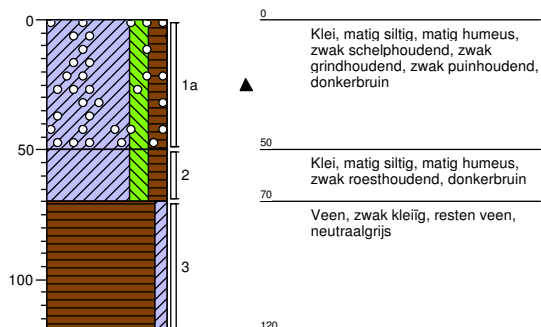 0
50
100
1a
2
3
0
Klei, matig siltig, matig humeus,
zwak schelphoudend, zwak
grindhoudend, zwak puinhoudend,
donkerbruin
50
Klei, matig siltig, matig humeus,
zwak roesthoudend, donkerbruin
70
Veen, zwak kleiïg, resten veen,
neutraalgrijs
120